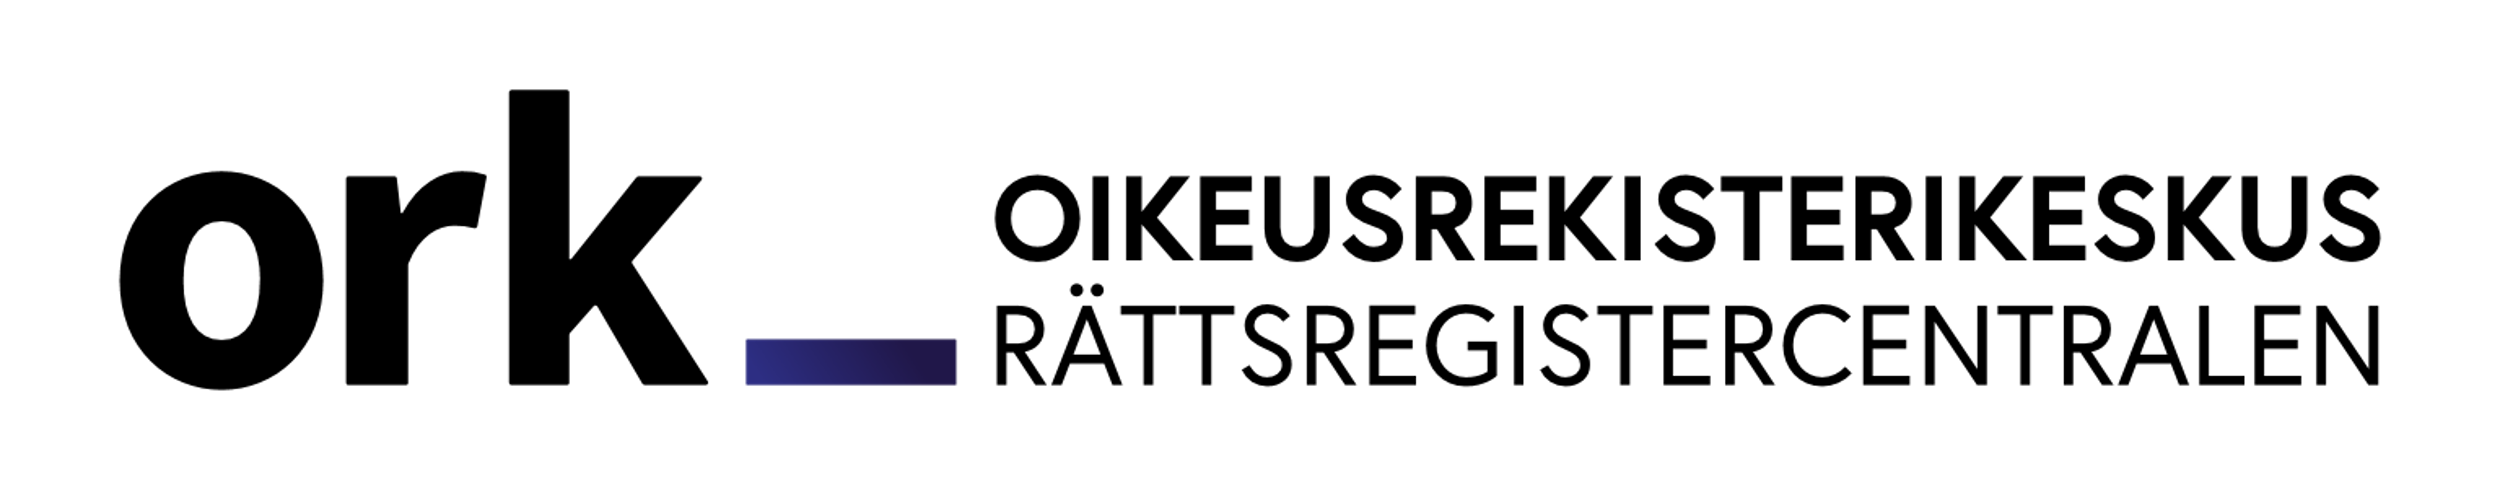 ork
OIKEUSREKISTERIKESKUS
RÄTTSREGISTERCENTRALEN